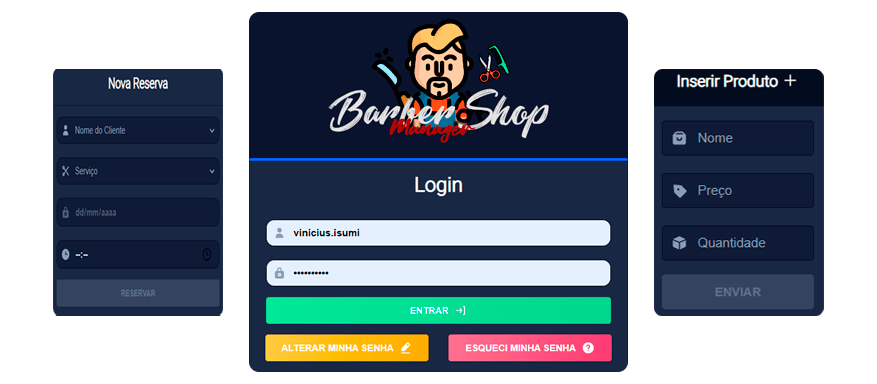 Nova Reserva
Nome do Cliente
Serviço
dd/mm/aaaa
--:--
RESERVAR
Barber Shop
Manager
Login
vinicius.isumi
••••••••••
ENTRAR
ALTERAR MINHA SENHA
ESQUECI MINHA SENHA ?
Inserir Produto +
Nome
Preço
Quantidade
ENVIAR